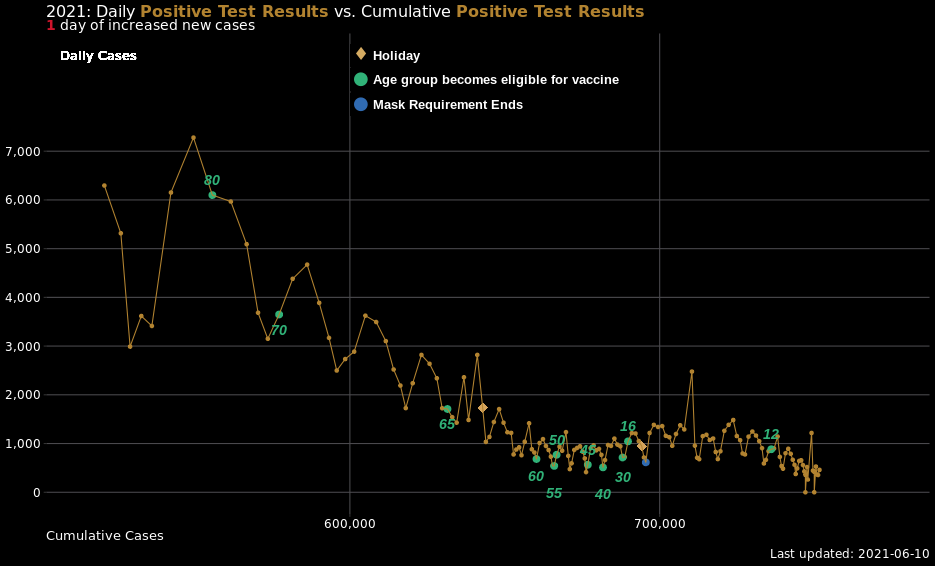 2021: Daily Positive Test Results vs. Cumulative Positive Test Results
1 day of increased new cases
Daily Cases
Holiday
Age group becomes eligible for vaccine
Mask Requirement Ends
7,000
6,000
5,000
4,000
3,000
2,000
1,000
0
80
70
65
60
50
55
45
40
30
16
12
600,000
700,000
Cumulative Cases
Last updated: 2021-06-10